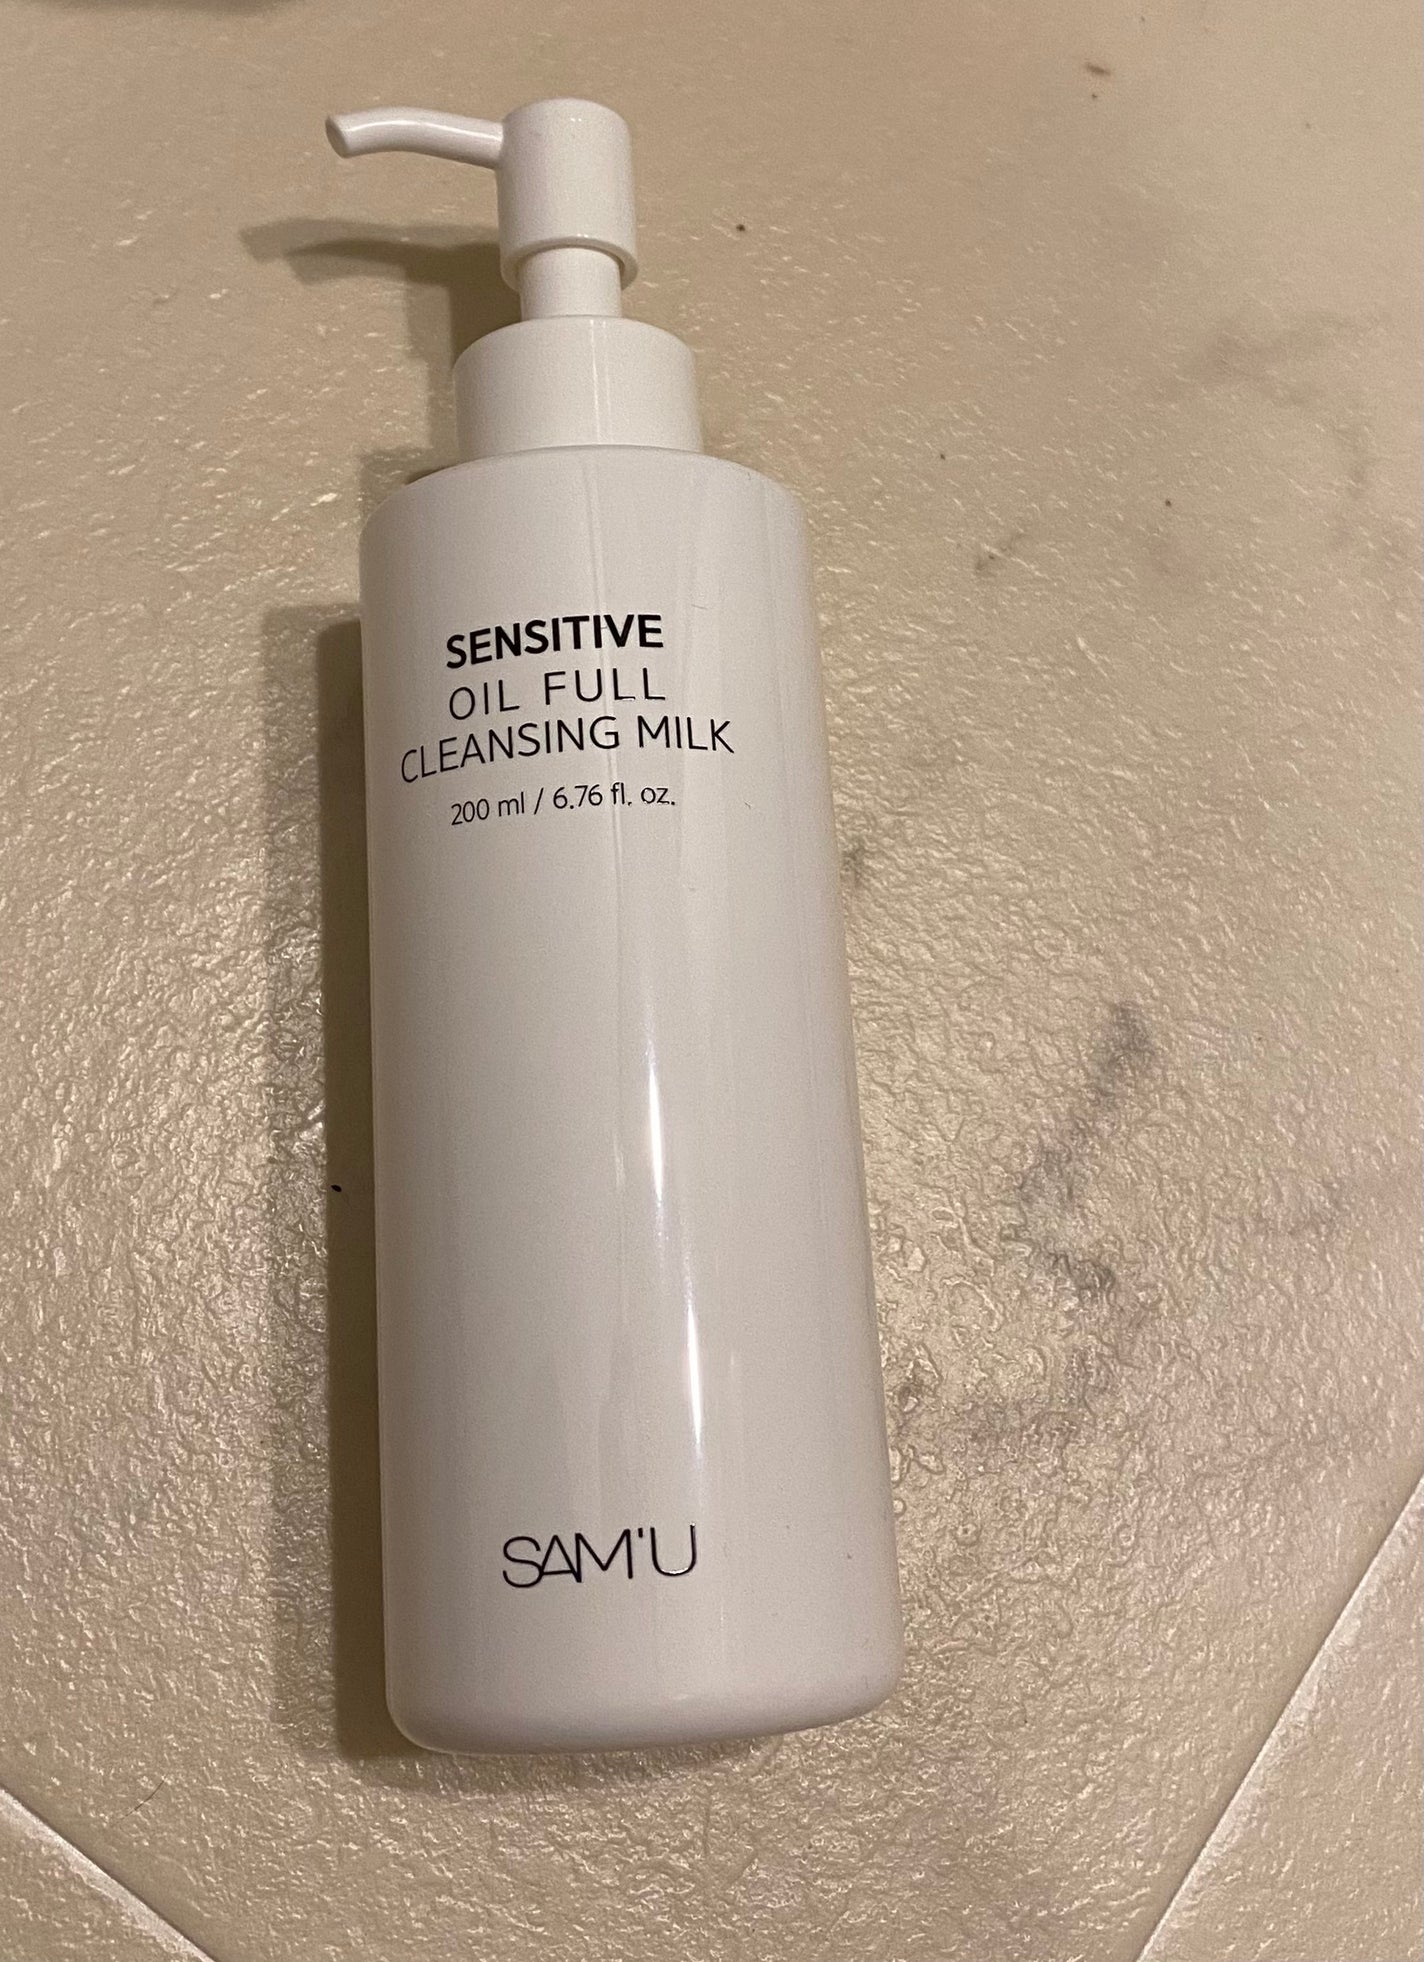 SENSITIVE
OIL FULL
CLEANSING MILK
200 ml / 6.76 fl. oz.
SAM'U